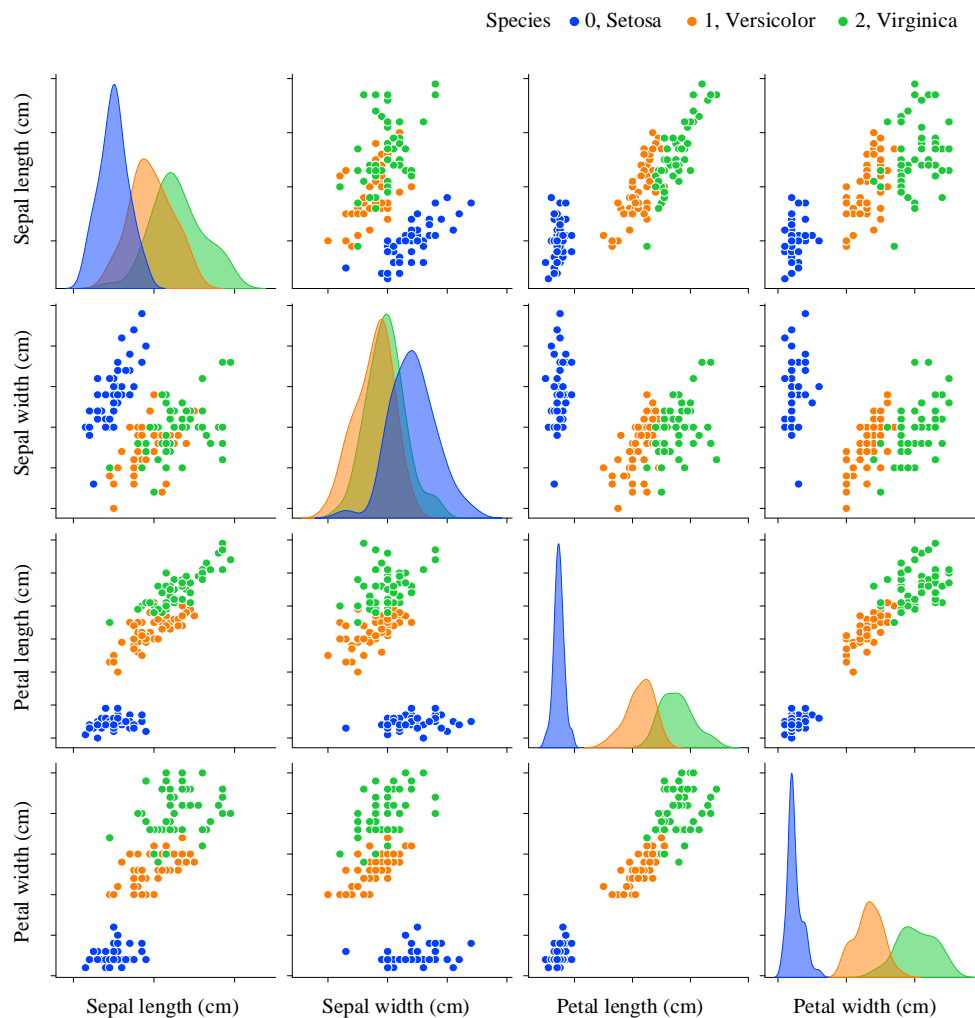 Species 0, Setosa 1, Versicolor 2, Virginica
Sepal length (cm)
Sepal width (cm)
Petal length (cm)
Petal width (cm)
Sepal length (cm)
Sepal width (cm)
Petal length (cm)
Petal width (cm)